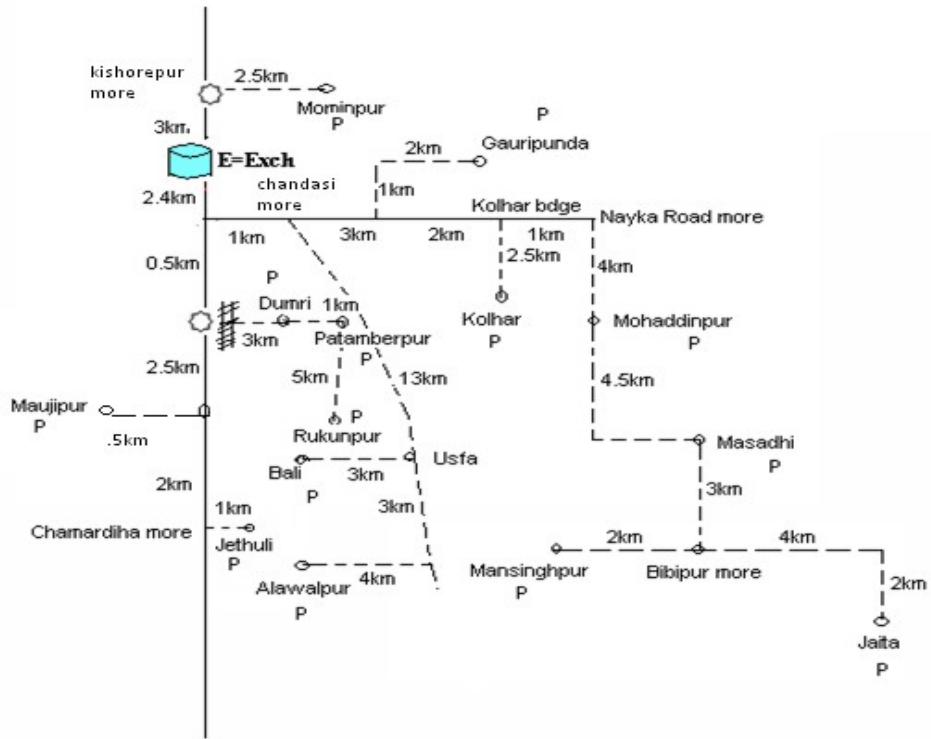 kishorepur
more
2.5km
Mominpur
P
3km
E=Exch
P
Gauripunda
2km
1km
chandasi
more
2.4km
Kolhar bdge
Nayka Road more
1km
3km
2km
1km
0.5km
2.5km
4km
P
Dumri
1km
3km
Patamberpur
P
Kolhar
P
Mohaddinpur
P
2.5km
5km
13km
4.5km
Maujipur
P
.5km
P
Rukunpur
Bali
P
3km
Usfa
Masadhi
P
2km
3km
3km
1km
Chamardiha more
Jethuli
P
2km
4km
Alawalpur
P
4km
Mansinghpur
P
Bibipur more
2km
Jaita
P